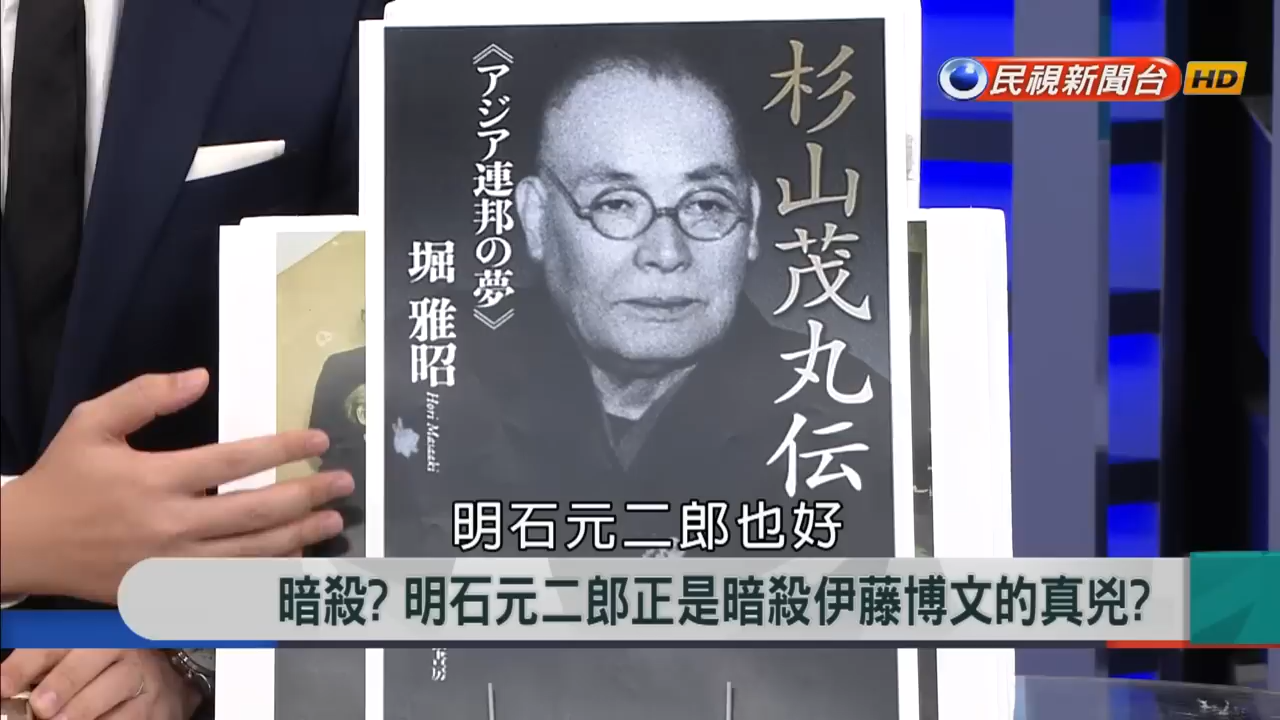 民視新聞台 HD
杉山茂丸伝
《アジア連邦の夢》
堀 雅昭
Hori Masaaki
書房
明石元二郎也好
暗殺? 明石元二郎正是暗殺伊藤博文的真兇?